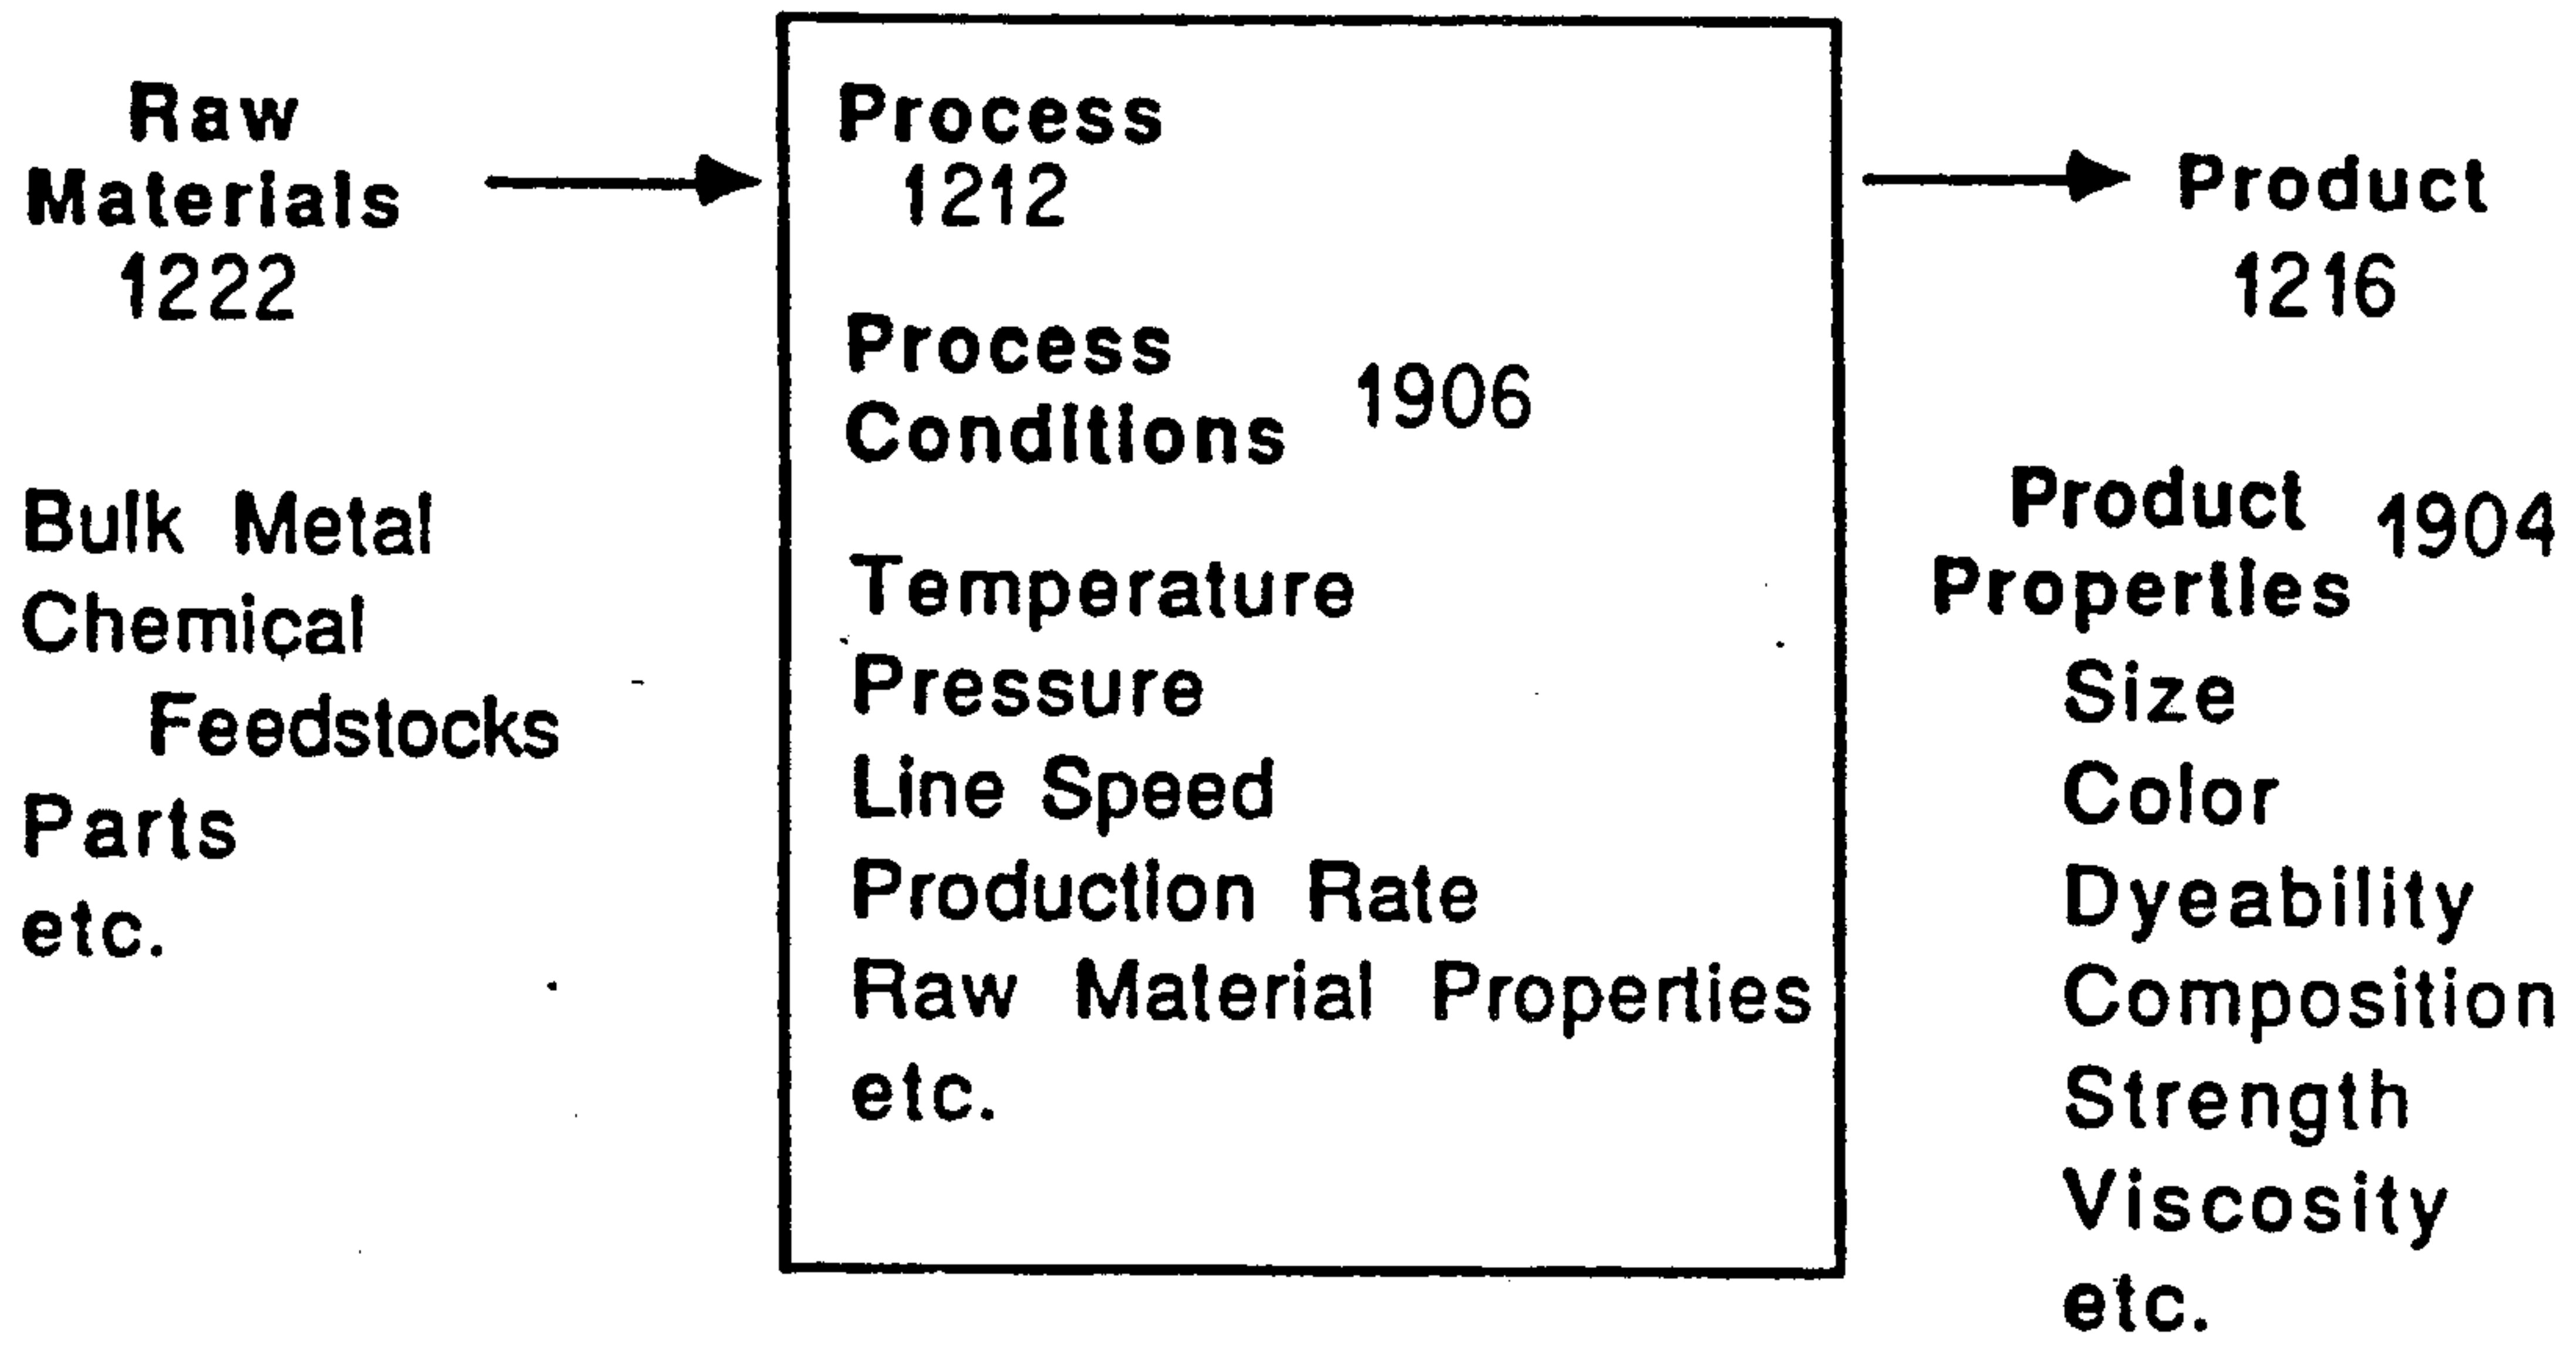 Raw
Materials
1222
Bulk Metal
Chemical
Feedstocks
Parts
etc.
Process
1212
Process
Conditions 1906
Temperature
Pressure
Line Speed
Production Rate
Raw Material Properties
etc.
Product
1216
Product 1904
Properties
Size
Color
Dyeability
Composition
Strength
Viscosity
etc.